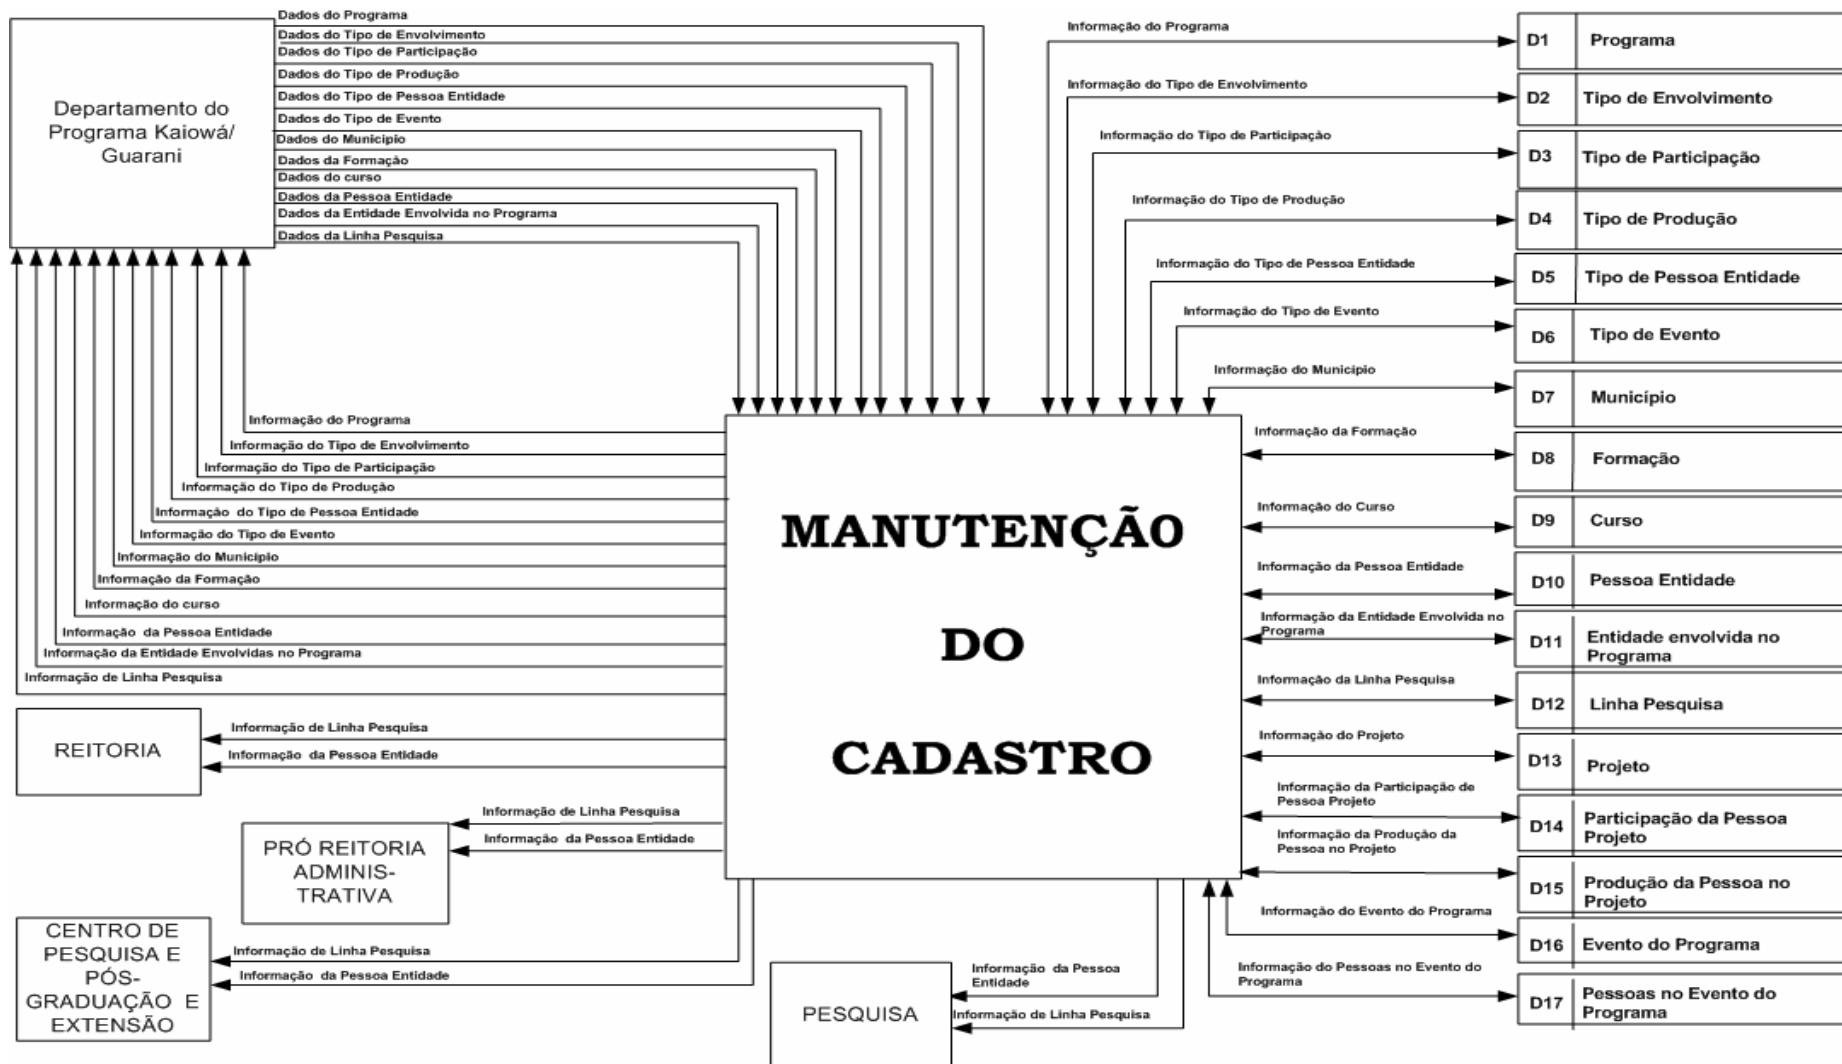 Dados do Programa
Dados do Tipo de Envolvimento
Dados do Tipo de Participação
Dados do Tipo de Produção
Dados do Tipo de Pessoa Entidade
Dados do Tipo de Evento
Dados do Município
Dados da Formação
Dados do curso
Dados da Pessoa Entidade
Dados da Entidade Envolvida no Programa
Dados da Linha Pesquisa
Departamento do
Programa Kaiowá/
Guarani
Informação do Programa
Informação do Tipo de Envolvimento
Informação do Tipo de Participação
Informação do Tipo de Produção
Informação do Tipo de Pessoa Entidade
Informação do Tipo de Evento
Informação do Município
Informação da Formação
Informação do curso
Informação da Pessoa Entidade
Informação da Entidade Envolvidas no Programa
Informação de Linha Pesquisa
REITORIA
Informação de Linha Pesquisa
Informação da Pessoa Entidade
PRÓ REITORIA
ADMINIS-
TRATIVA
Informação de Linha Pesquisa
Informação da Pessoa Entidade
CENTRO DE
PESQUISA E
PÓS-
GRADUAÇÃO E
EXTENSÃO
Informação de Linha Pesquisa
Informação da Pessoa Entidade
PESQUISA
Informação da Pessoa
Entidade
Informação de Linha Pesquisa
MANUTENÇÃO
DO
CADASTRO
Informação do Programa
D1 Programa
Informação do Tipo de Envolvimento
D2 Tipo de Envolvimento
Informação do Tipo de Participação
D3 Tipo de Participação
Informação do Tipo de Produção
D4 Tipo de Produção
Informação do Tipo de Pessoa Entidade
D5 Tipo de Pessoa Entidade
Informação do Tipo de Evento
D6 Tipo de Evento
Informação do Município
D7 Município
Informação da Formação
D8 Formação
Informação do Curso
D9 Curso
Informação da Pessoa Entidade
D10 Pessoa Entidade
Informação da Entidade Envolvida no
Programa
D11 Entidade envolvida no
Programa
Informação da Linha Pesquisa
D12 Linha Pesquisa
Informação do Projeto
D13 Projeto
Informação da Participação de
Pessoa Projeto
D14 Participação da Pessoa
Projeto
Informação da Produção da
Pessoa no Projeto
D15 Produção da Pessoa no
Projeto
Informação do Evento do Programa
D16 Evento do Programa
Informação do Pessoas no Evento do
Programa
D17 Pessoas no Evento do
Programa